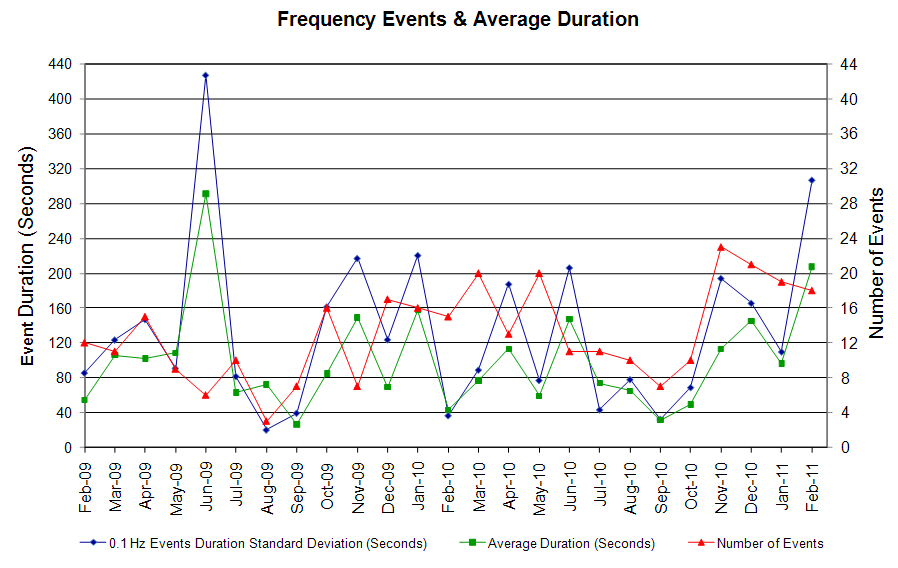 Frequency Events & Average Duration
Event Duration (Seconds)
440
400
360
320
280
240
200
160
120
80
40
0
44
40
36
32
28
24
20
16
12
8
4
0
Number of Events
Feb-09
Mar-09
Apr-09
May-09
Jun-09
Jul-09
Aug-09
Sep-09
Oct-09
Nov-09
Dec-09
Jan-10
Feb-10
Mar-10
Apr-10
May-10
Jun-10
Jul-10
Aug-10
Sep-10
Oct-10
Nov-10
Dec-10
Jan-11
Feb-11
0.1 Hz Events Duration Standard Deviation (Seconds)
Average Duration (Seconds)
Number of Events